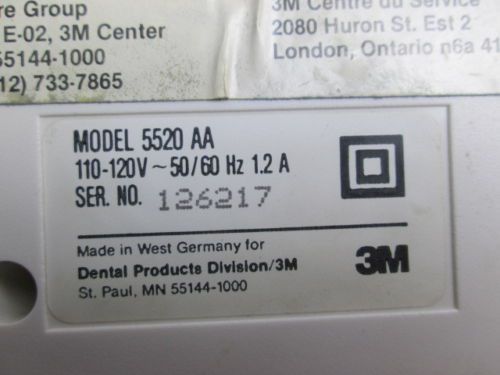 re Group
E-02, 3M Center
55144-1000
12) 733-7865
3M Centre du Service
2080 Huron St. Est 2
London, Ontario n6a 41
MODEL 5520 AA
110-120V ~ 50/60 Hz 1.2 A
SER. NO. 126217
Made in West Germany for
Dental Products Division/3M
St. Paul, MN 55144-1000
3M